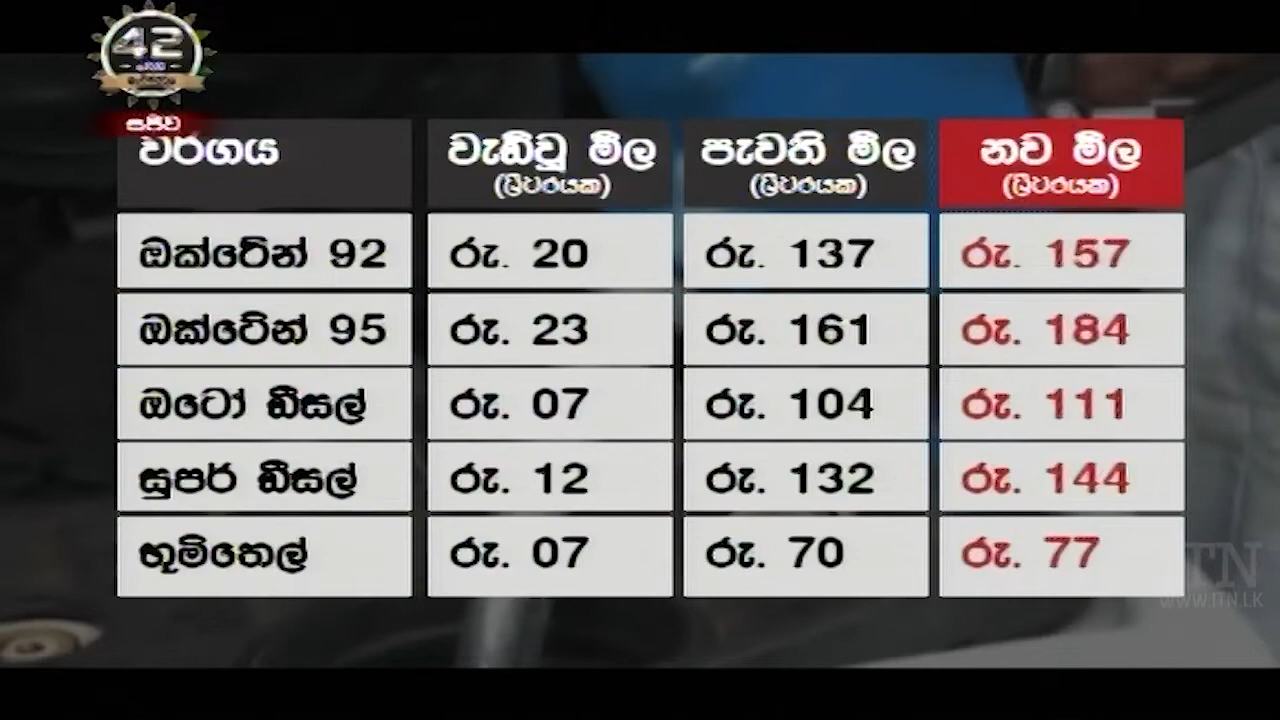 42
සජීව
වර්ගය වැඩිවූ මිල පැවති මිල නව මිල
(ලීටරයක) (ලීටරයක) (ලීටරයක)
ඔක්ටේන් 92 රු. 20 රු. 137 රු. 157
ඔක්ටේන් 95 රු. 23 රු. 161 රු. 184
ඔටෝ ඩීසල් රු. 07 රු. 104 රු. 111
සුපර් ඩීසල් රු. 12 රු. 132 රු. 144
භූමිතෙල් රු. 07 රු. 70 රු. 77
ITN
WWW.ITN.LK